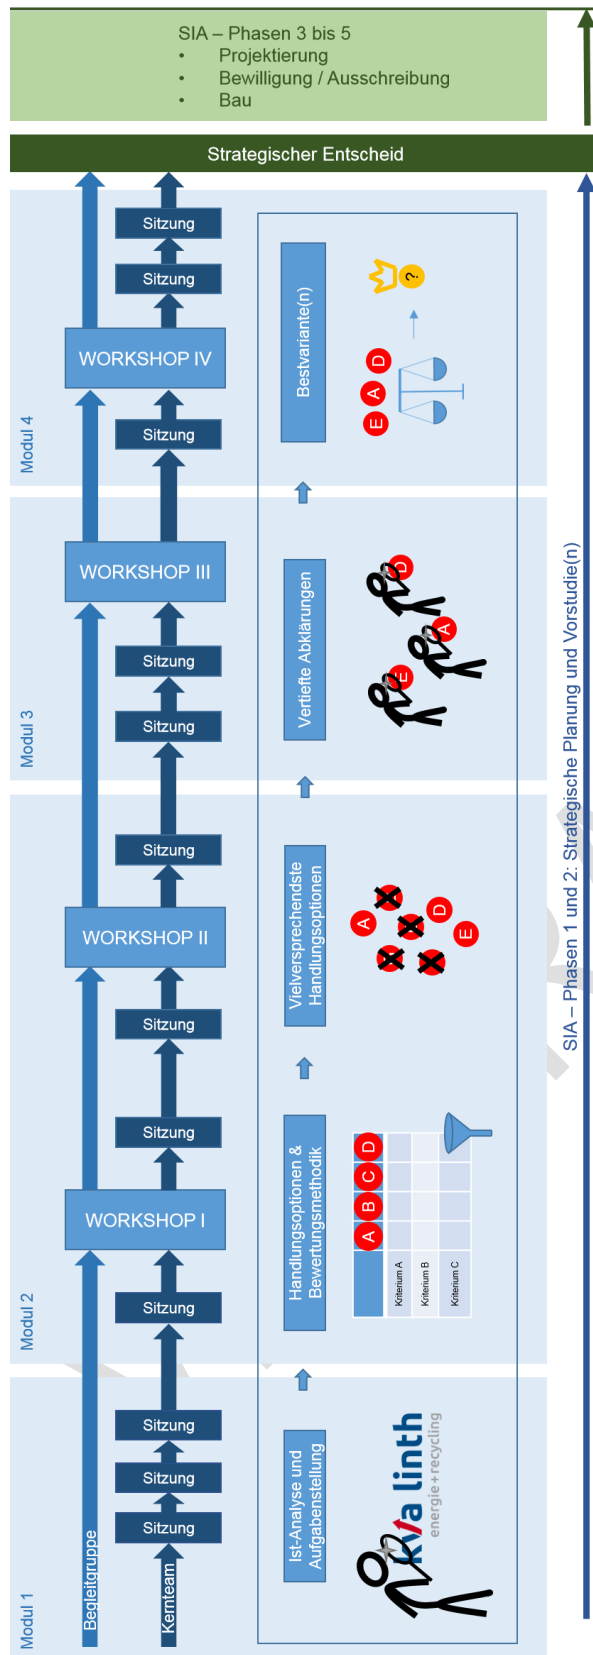 SIA – Phasen 3 bis 5
• Projektierung
• Bewilligung / Ausschreibung
• Bau
Strategischer Entscheid
Sitzung
Sitzung
WORKSHOP IV
Sitzung
Modul 4
Bestvariante(n)
?
D
A
E
WORKSHOP III
Sitzung
Sitzung
Modul 3
Vertiefte Abklärungen
D
A
E
Sitzung
WORKSHOP II
Sitzung
Sitzung
WORKSHOP I
Sitzung
Modul 2
Vielversprechendste
Handlungsoptionen
A
D
E
Handlungsoptionen &
Bewertungsmethodik
A
B
C
D
Kriterium A
Kriterium B
Kriterium C
Sitzung
Sitzung
Sitzung
Begleitgruppe
Kernteam
Modul 1
Ist-Analyse und
Aufgabenstellung
kva linth
energie+recycling
SIA – Phasen 1 und 2: Strategische Planung und Vorstudie(n)